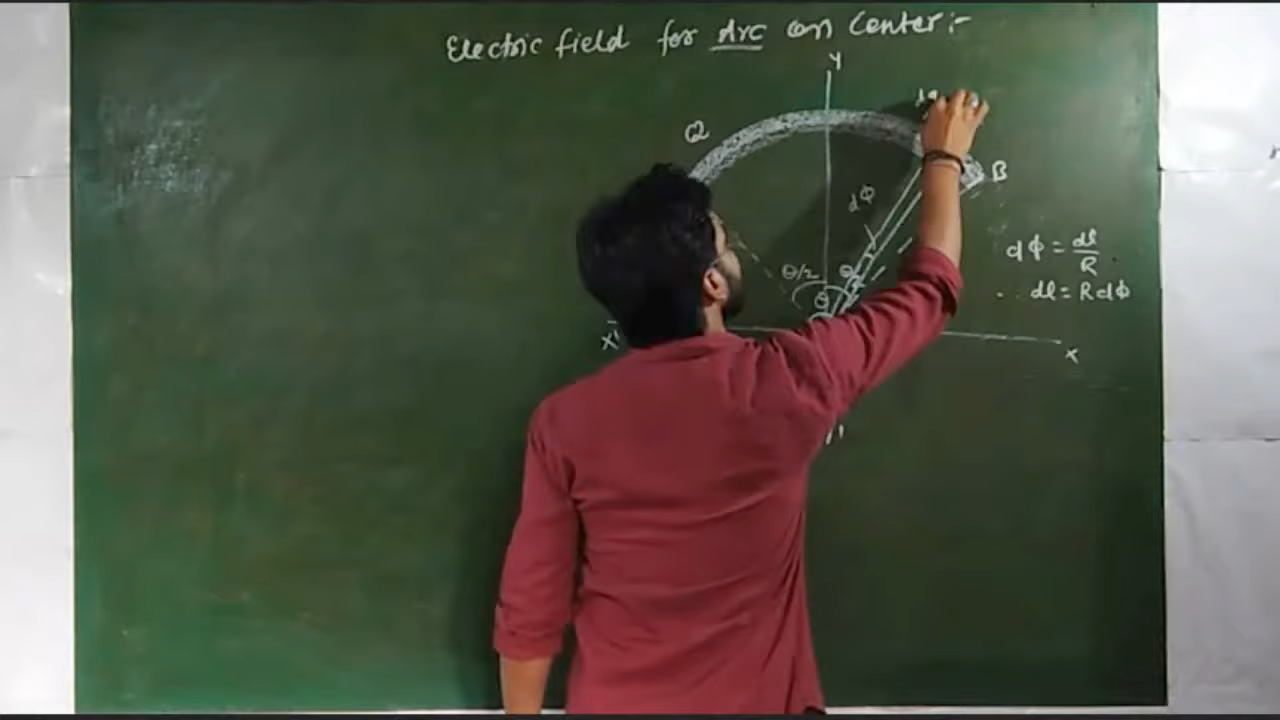 Electric field for Arc on Center:-
Y
Q
B
dϕ
dϕ = dl/R
θ/2
θ
∴ dl = R dϕ
X'
X